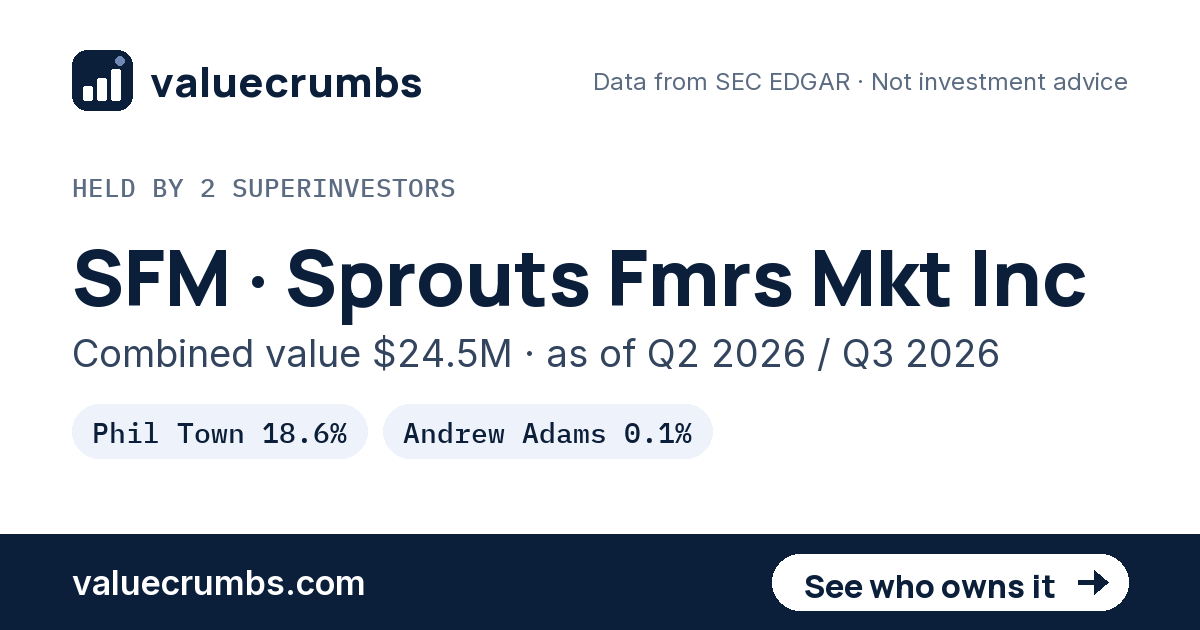 valuecrumbs
Data from SEC EDGAR · Not investment advice
HELD BY 2 SUPERINVESTORS
SFM · Sprouts Fmrs Mkt Inc
Combined value $24.5M · as of Q2 2026 / Q3 2026
Phil Town 18.6%
Andrew Adams 0.1%
valuecrumbs.com
See who owns it →